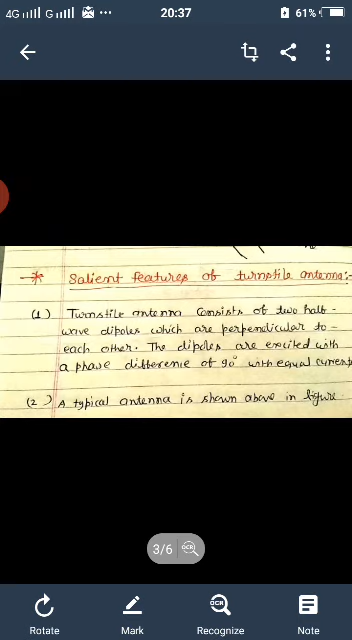 4G G ... 20:37 61%
* Salient features of turnstile antenna:-
(1) Turnstile antenna consists of two half-
wave dipoles which are perpendicular to
each other. The dipoles are excited with
a phase difference of 90° with equal current
(2) A typical antenna is shown above in figure.
3/6 OCR
OCR
Rotate Mark Recognize Note